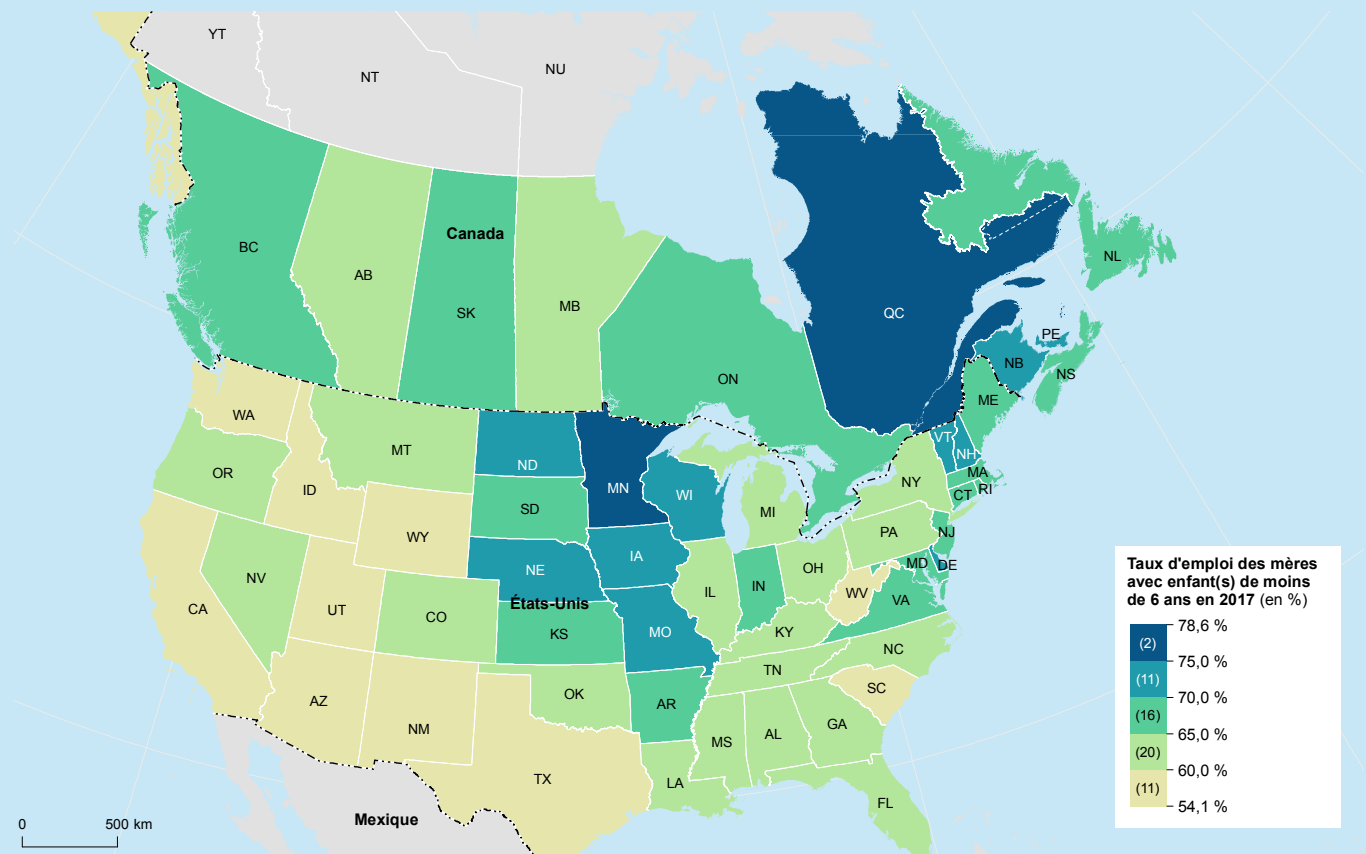 YT
NT
NU
Canada
BC
AB
SK
MB
ON
QC
NL
PE
NB
NS
ME
WA
MT
ND
MN
VT
NH
MA
RI
CT
OR
ID
SD
WI
MI
NY
WY
IA
PA
NJ
NE
OH
MD
DE
NV
IL
IN
WV
VA
États-Unis
CA
UT
CO
KS
MO
KY
NC
TN
SC
AZ
NM
OK
AR
GA
AL
MS
TX
LA
FL
Mexique
0 500 km
Taux d'emploi des mères
avec enfant(s) de moins
de 6 ans en 2017 (en %)
78,6 %
(2)
75,0 %
(11)
70,0 %
(16)
65,0 %
(20)
60,0 %
(11)
54,1 %